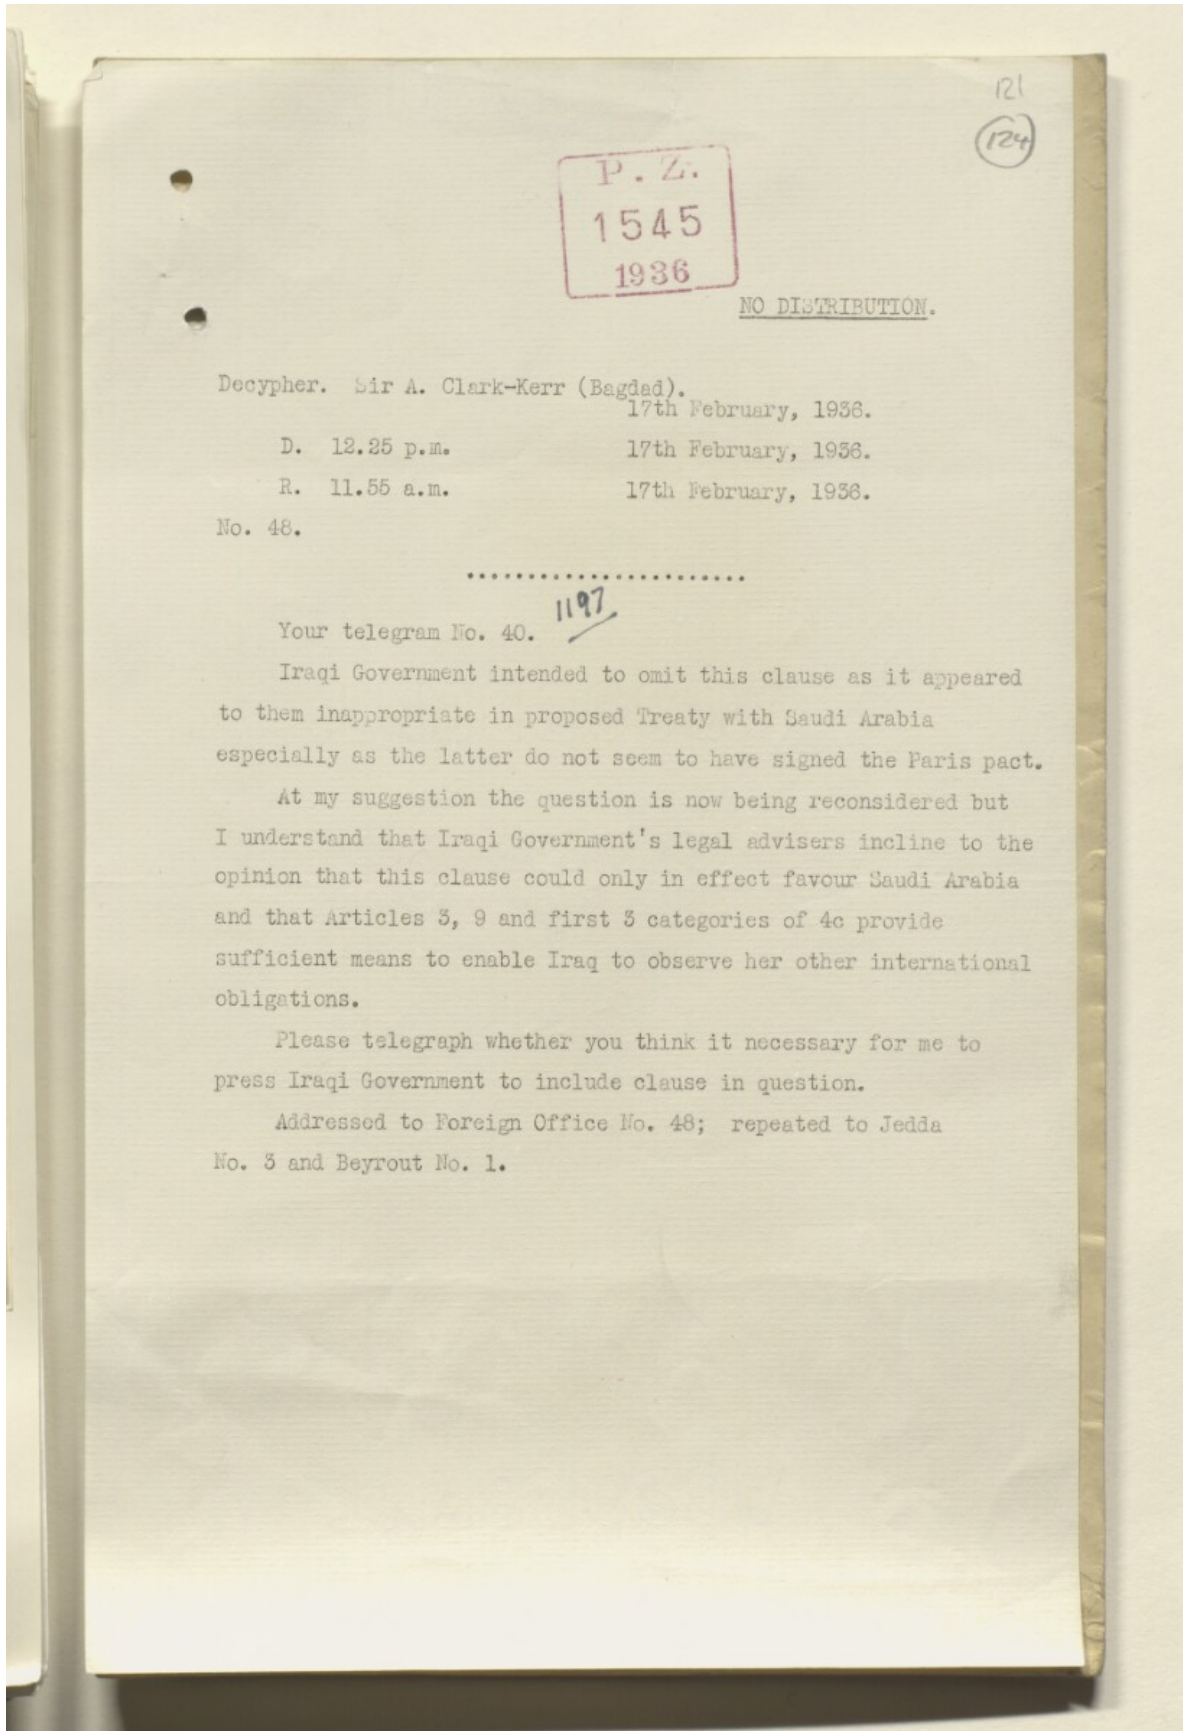 121
124
P. Z.
1545
1936
NO DISTRIBUTION.
Decypher. Sir A. Clark-Kerr (Bagdad).
17th February, 1936.
D. 12.25 p.m. 17th February, 1936.
R. 11.55 a.m. 17th February, 1936.
No. 48.
.......................
1197
Your telegram No. 40.
Iraqi Government intended to omit this clause as it appeared
to them inappropriate in proposed Treaty with Saudi Arabia
especially as the latter do not seem to have signed the Paris pact.
At my suggestion the question is now being reconsidered but
I understand that Iraqi Government's legal advisers incline to the
opinion that this clause could only in effect favour Saudi Arabia
and that Articles 3, 9 and first 3 categories of 4c provide
sufficient means to enable Iraq to observe her other international
obligations.
Please telegraph whether you think it necessary for me to
press Iraqi Government to include clause in question.
Addressed to Foreign Office No. 48; repeated to Jedda
No. 3 and Beyrout No. 1.